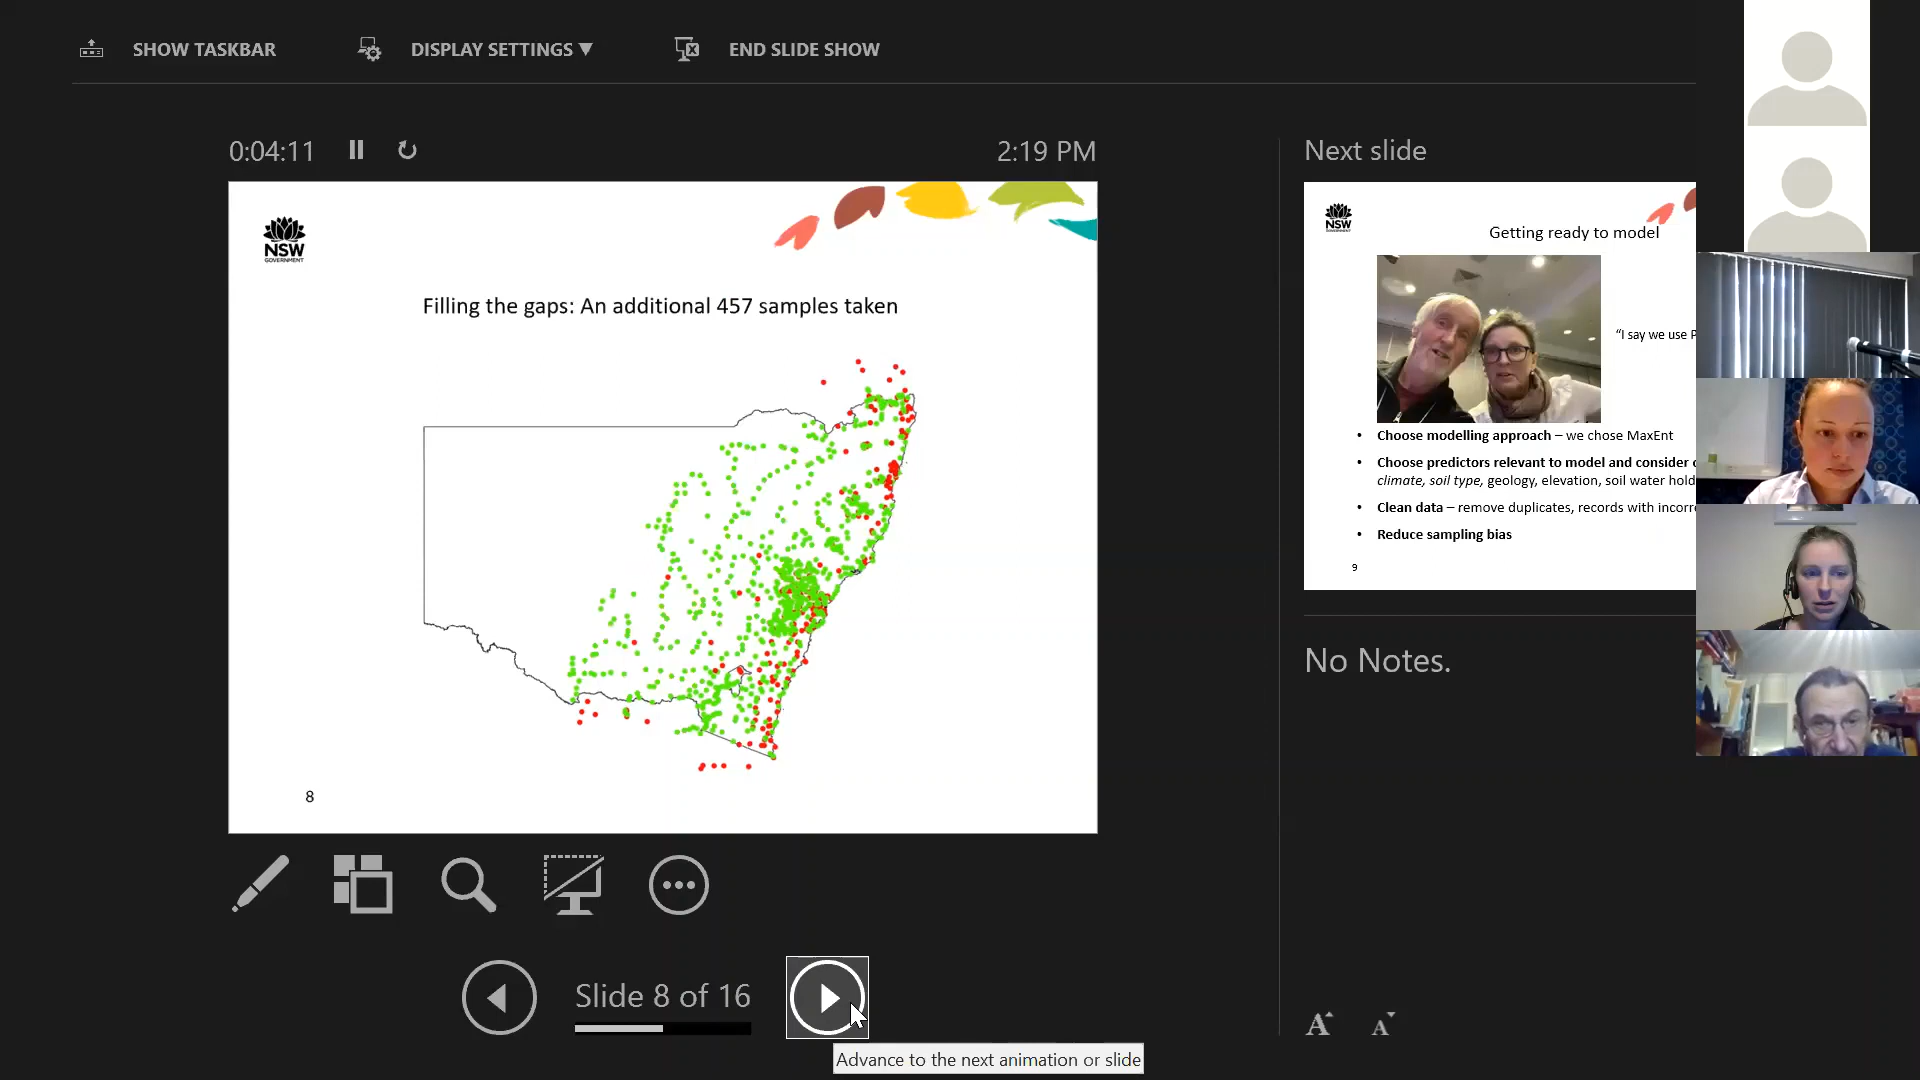 SHOW TASKBAR
DISPLAY SETTINGS ▼
END SLIDE SHOW
0:04:11
2:19 PM
NSW
GOVERNMENT
Filling the gaps: An additional 457 samples taken
8
Next slide
NSW
Getting ready to model
“I say we use P
• Choose modelling approach – we chose MaxEnt
• Choose predictors relevant to model and consider c
climate, soil type, geology, elevation, soil water hold
• Clean data – remove duplicates, records with incorr
• Reduce sampling bias
9
No Notes.
Slide 8 of 16
Advance to the next animation or slide
A
A